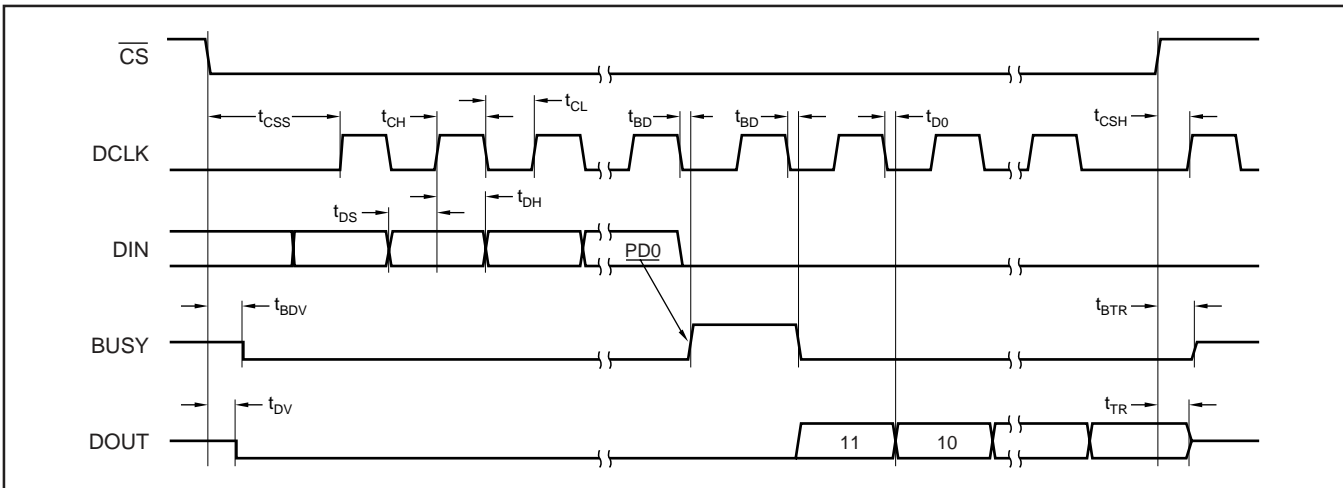 CS
tCSS
tCH
tCL
tBD
tBD
tD0
tCSH
DCLK
tDS
tDH
DIN
PD0
tBDV
tBTR
BUSY
tDV
tTR
DOUT
11
10